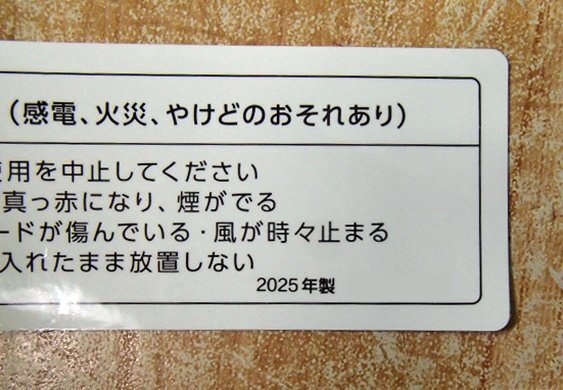 (感電、火災、やけどのおそれあり)
使用を中止してください
真っ赤になり、煙がでる
ードが傷んでいる・風が時々止まる
入れたまま放置しない
2025年製